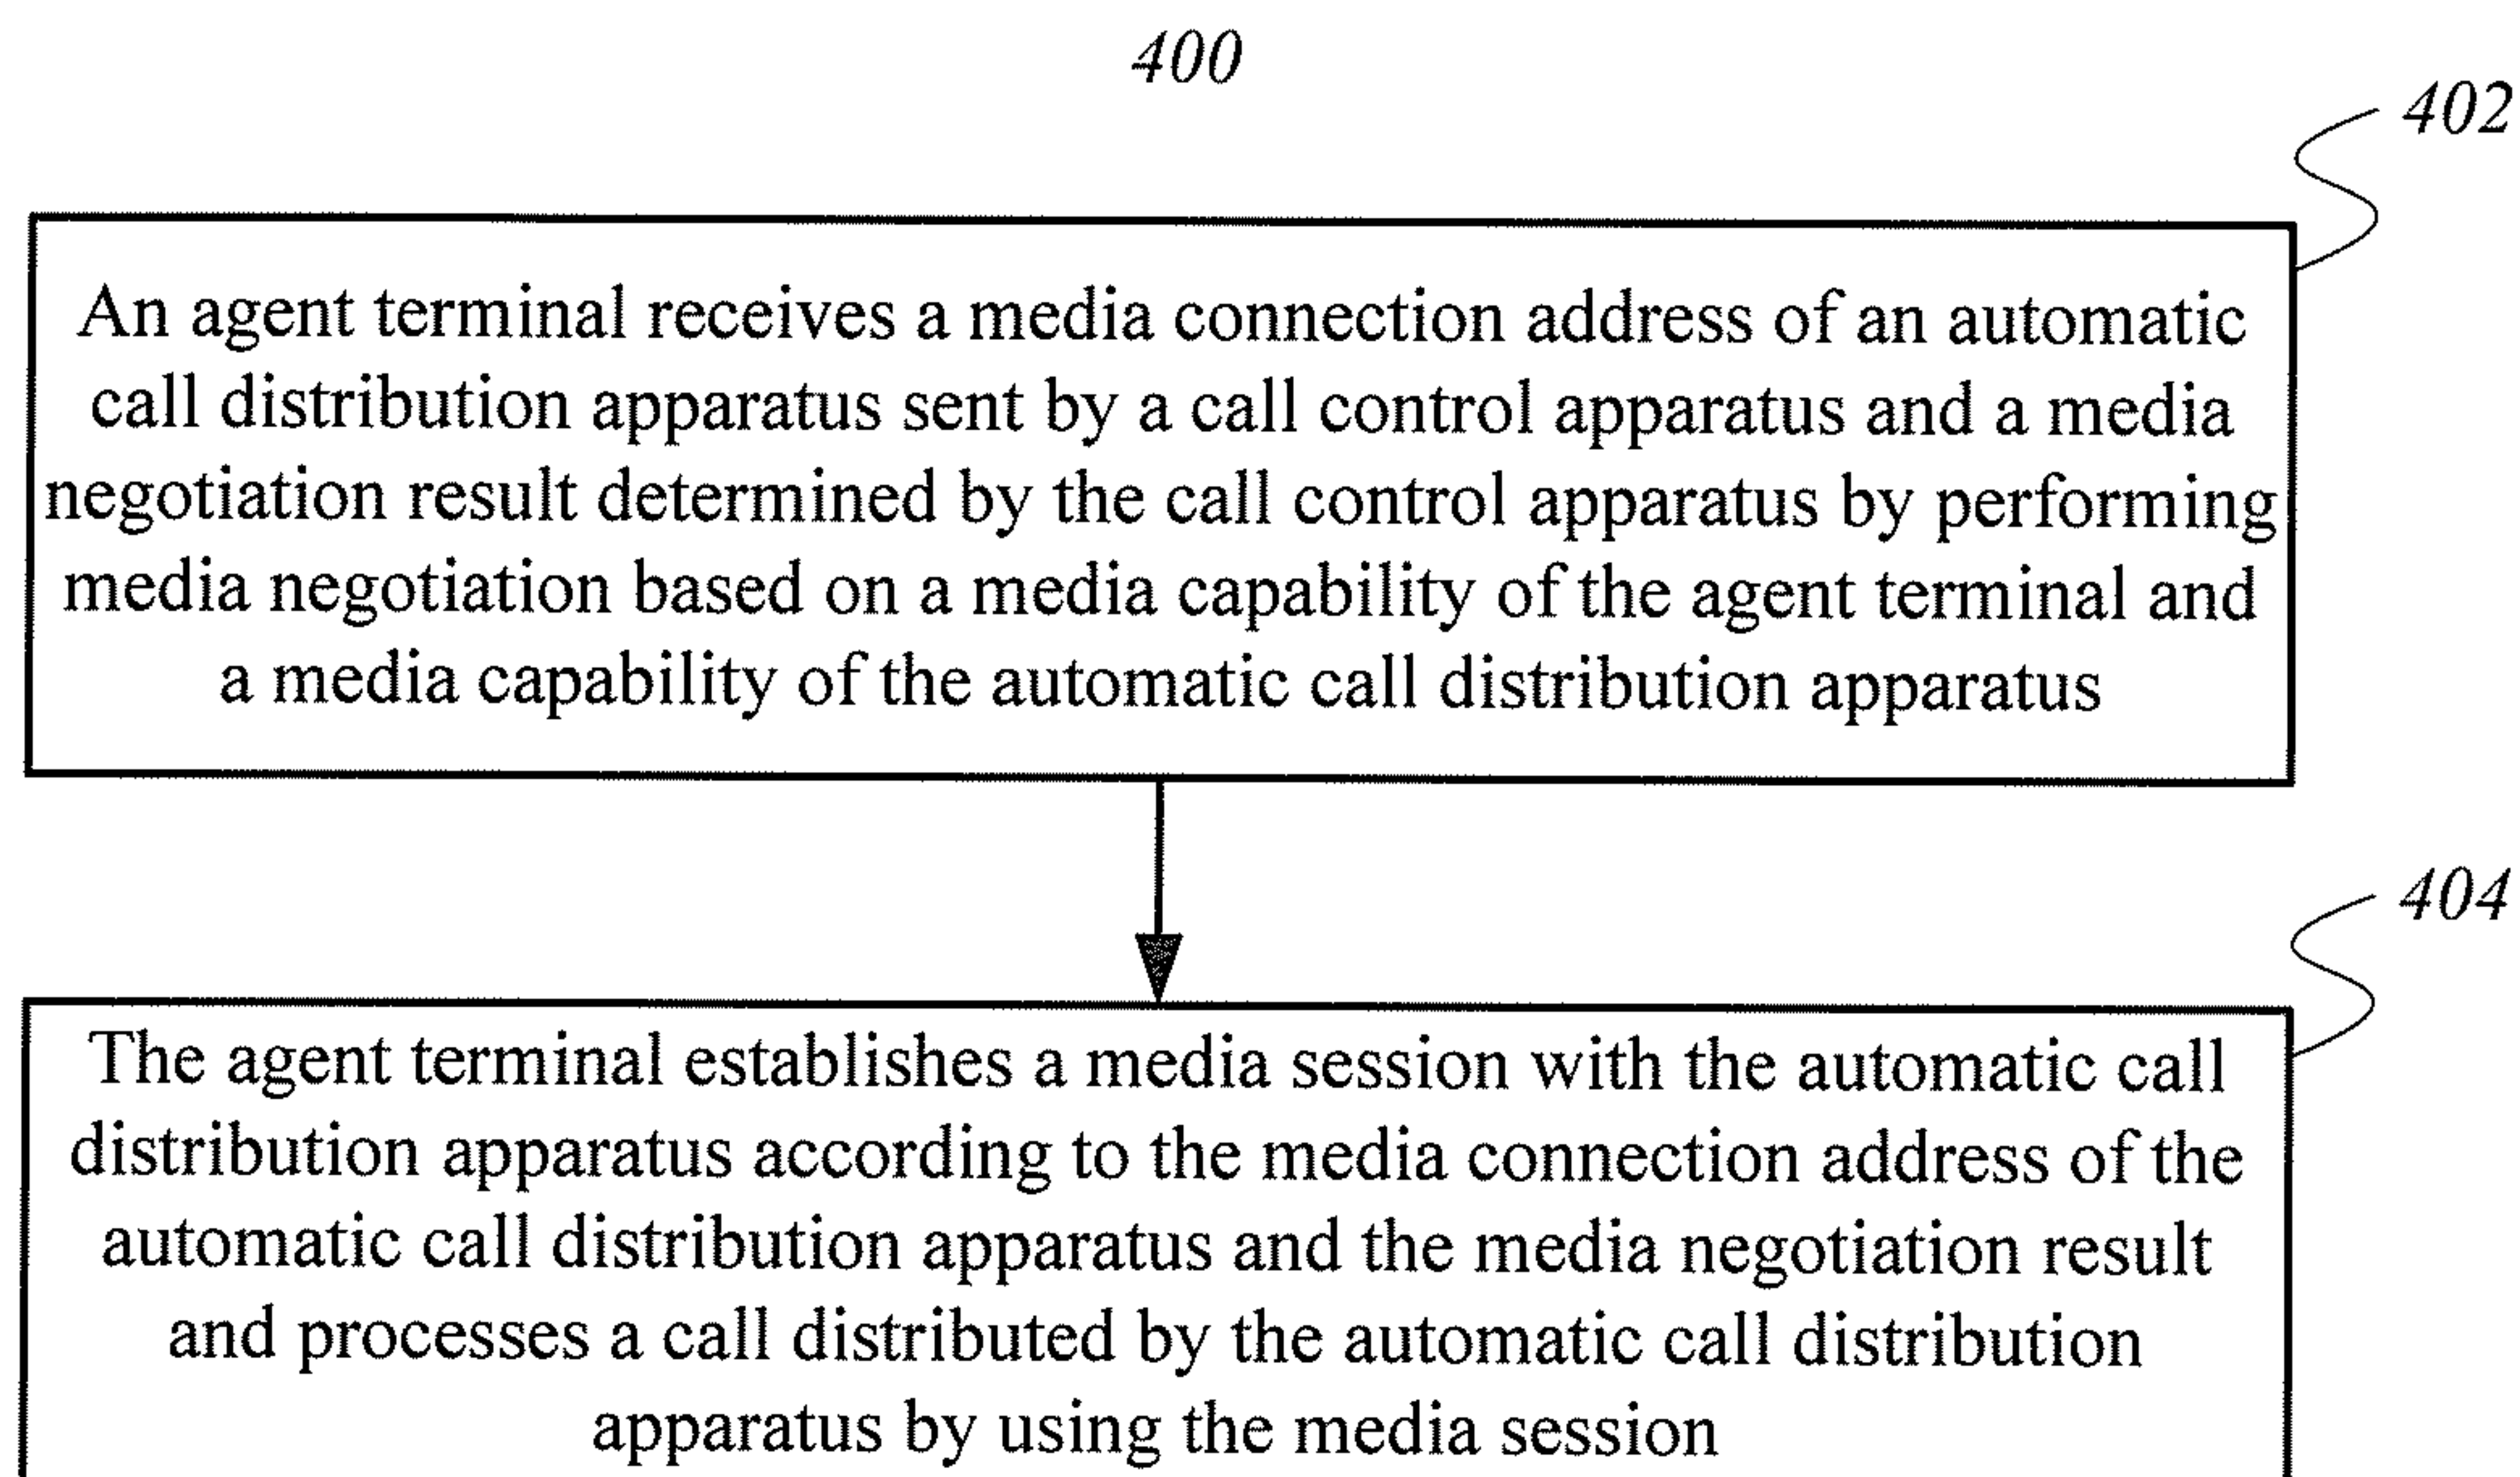 400
402
An agent terminal receives a media connection address of an automatic
call distribution apparatus sent by a call control apparatus and a media
negotiation result determined by the call control apparatus by performing
media negotiation based on a media capability of the agent terminal and
a media capability of the automatic call distribution apparatus
404
The agent terminal establishes a media session with the automatic call
distribution apparatus according to the media connection address of the
automatic call distribution apparatus and the media negotiation result
and processes a call distributed by the automatic call distribution
apparatus by using the media session